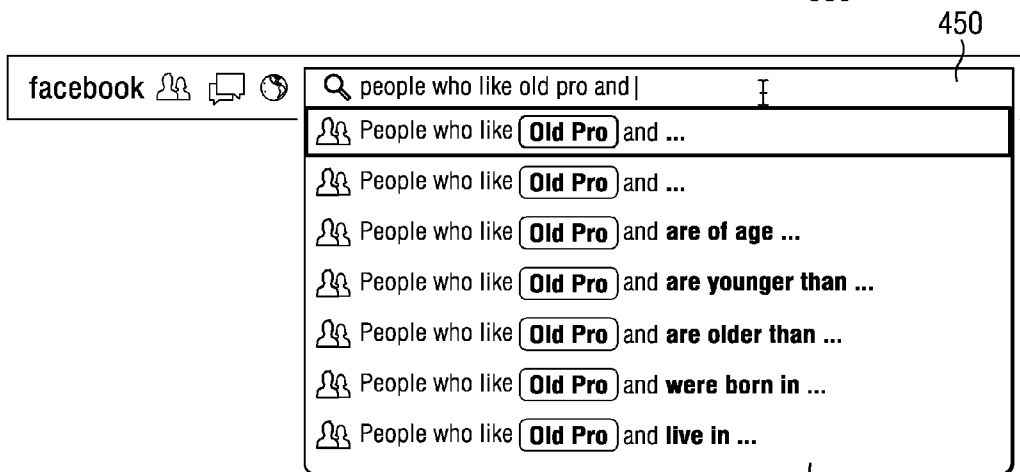 450
facebook people who like old pro and
People who like Old Pro and ...
People who like Old Pro and ...
People who like Old Pro and are of age ...
People who like Old Pro and are younger than ...
People who like Old Pro and are older than ...
People who like Old Pro and were born in ...
People who like Old Pro and live in ...